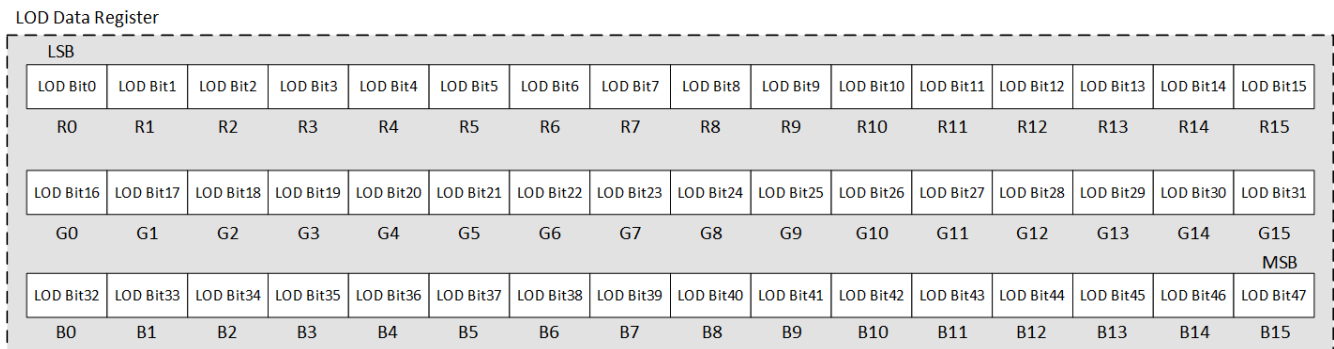 LOD Data Register
LSB
LOD Bit0 LOD Bit1 LOD Bit2 LOD Bit3 LOD Bit4 LOD Bit5 LOD Bit6 LOD Bit7 LOD Bit8 LOD Bit9 LOD Bit10 LOD Bit11 LOD Bit12 LOD Bit13 LOD Bit14 LOD Bit15
R0 R1 R2 R3 R4 R5 R6 R7 R8 R9 R10 R11 R12 R13 R14 R15
LOD Bit16 LOD Bit17 LOD Bit18 LOD Bit19 LOD Bit20 LOD Bit21 LOD Bit22 LOD Bit23 LOD Bit24 LOD Bit25 LOD Bit26 LOD Bit27 LOD Bit28 LOD Bit29 LOD Bit30 LOD Bit31
G0 G1 G2 G3 G4 G5 G6 G7 G8 G9 G10 G11 G12 G13 G14 G15
MSB
LOD Bit32 LOD Bit33 LOD Bit34 LOD Bit35 LOD Bit36 LOD Bit37 LOD Bit38 LOD Bit39 LOD Bit40 LOD Bit41 LOD Bit42 LOD Bit43 LOD Bit44 LOD Bit45 LOD Bit46 LOD Bit47
B0 B1 B2 B3 B4 B5 B6 B7 B8 B9 B10 B11 B12 B13 B14 B15